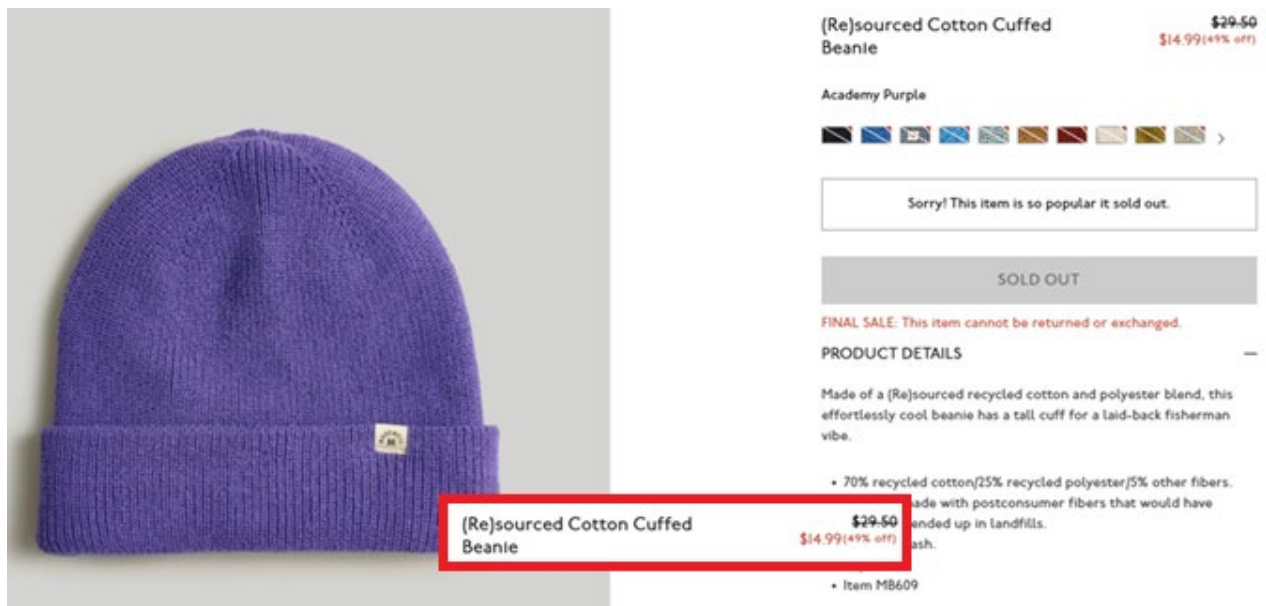 (Re)sourced Cotton Cuffed
Beanie
$29.50
$14.99(49% off)
Academy Purple
Sorry! This item is so popular it sold out.
SOLD OUT
FINAL SALE: This item cannot be returned or exchanged.
PRODUCT DETAILS
Made of a (Re)sourced recycled cotton and polyester blend, this
effortlessly cool beanie has a tall cuff for a laid-back fisherman
vibe.
• 70% recycled cotton/25% recycled polyester/5% other fibers.
with postconsumer fibers that would have
ended up in landfills.
• Item MB609
(Re)sourced Cotton Cuffed
Beanie
$29.50
$14.99(49% off)